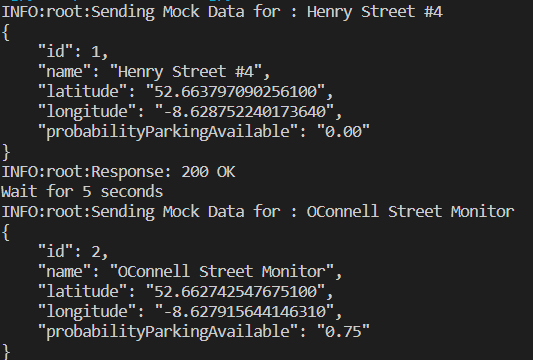 INFO:root:Sending Mock Data for : Henry Street #4
{
    "id": 1,
    "name": "Henry Street #4",
    "latitude": "52.663797090256100",
    "longitude": "-8.628752240173640",
    "probabilityParkingAvailable": "0.00"
}
INFO:root:Response: 200 OK
Wait for 5 seconds
INFO:root:Sending Mock Data for : OConnell Street Monitor
{
    "id": 2,
    "name": "OConnell Street Monitor",
    "latitude": "52.662742547675100",
    "longitude": "-8.627915644146310",
    "probabilityParkingAvailable": "0.75"
}